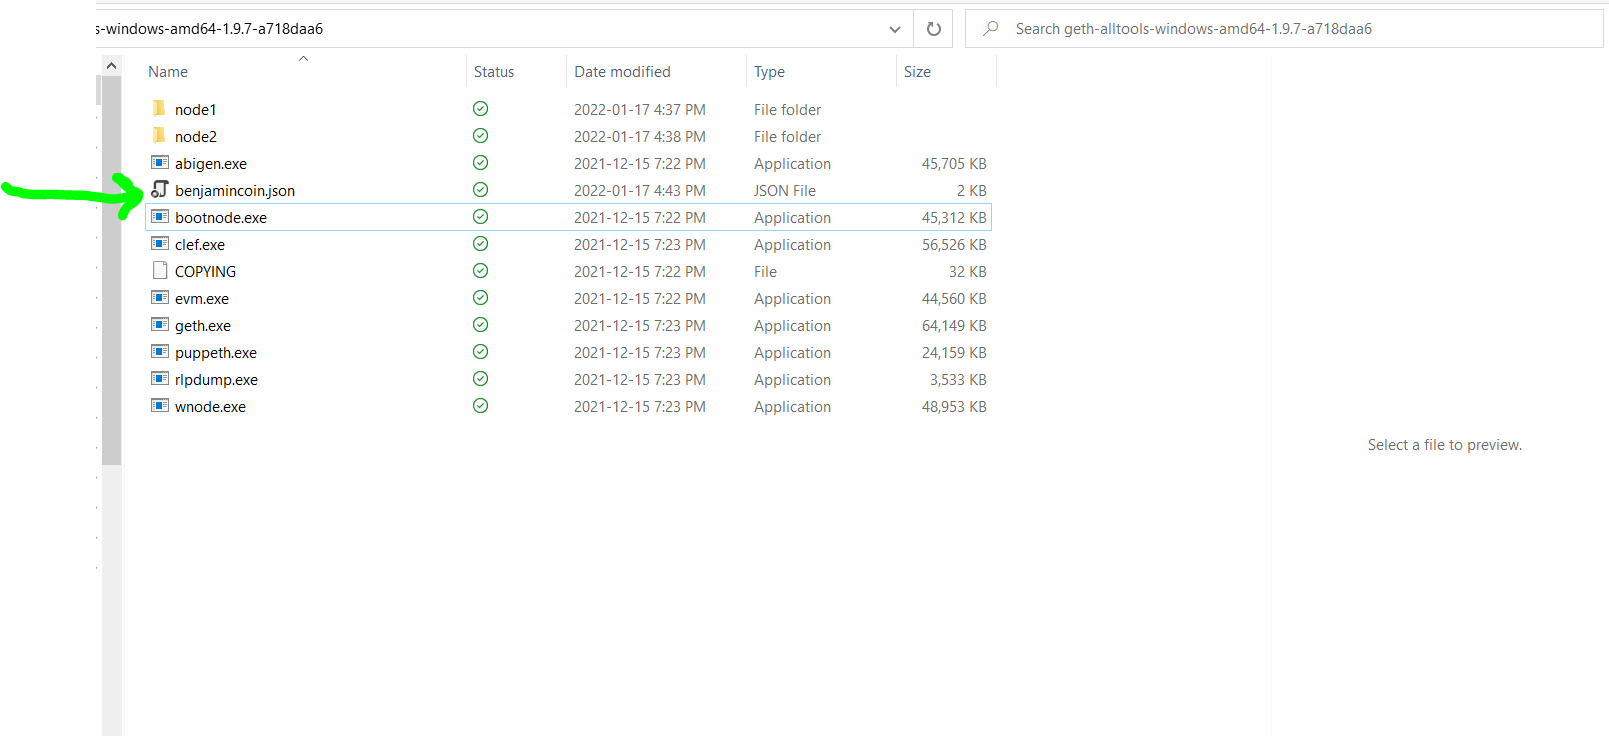 s-windows-amd64-1.9.7-a718daa6 Search geth-alltools-windows-amd64-1.9.7-a718daa6
Name Status Date modified Type Size
node1 2022-01-17 4:37 PM File folder
node2 2022-01-17 4:38 PM File folder
abigen.exe 2021-12-15 7:22 PM Application 45,705 KB
benjamincoin.json 2022-01-17 4:43 PM JSON File 2 KB
bootnode.exe 2021-12-15 7:22 PM Application 45,312 KB
clef.exe 2021-12-15 7:23 PM Application 56,526 KB
COPYING 2021-12-15 7:22 PM File 32 KB
evm.exe 2021-12-15 7:22 PM Application 44,560 KB
geth.exe 2021-12-15 7:23 PM Application 64,149 KB
puppeth.exe 2021-12-15 7:23 PM Application 24,159 KB
rlpdump.exe 2021-12-15 7:23 PM Application 3,533 KB
wnode.exe 2021-12-15 7:23 PM Application 48,953 KB
Select a file to preview.